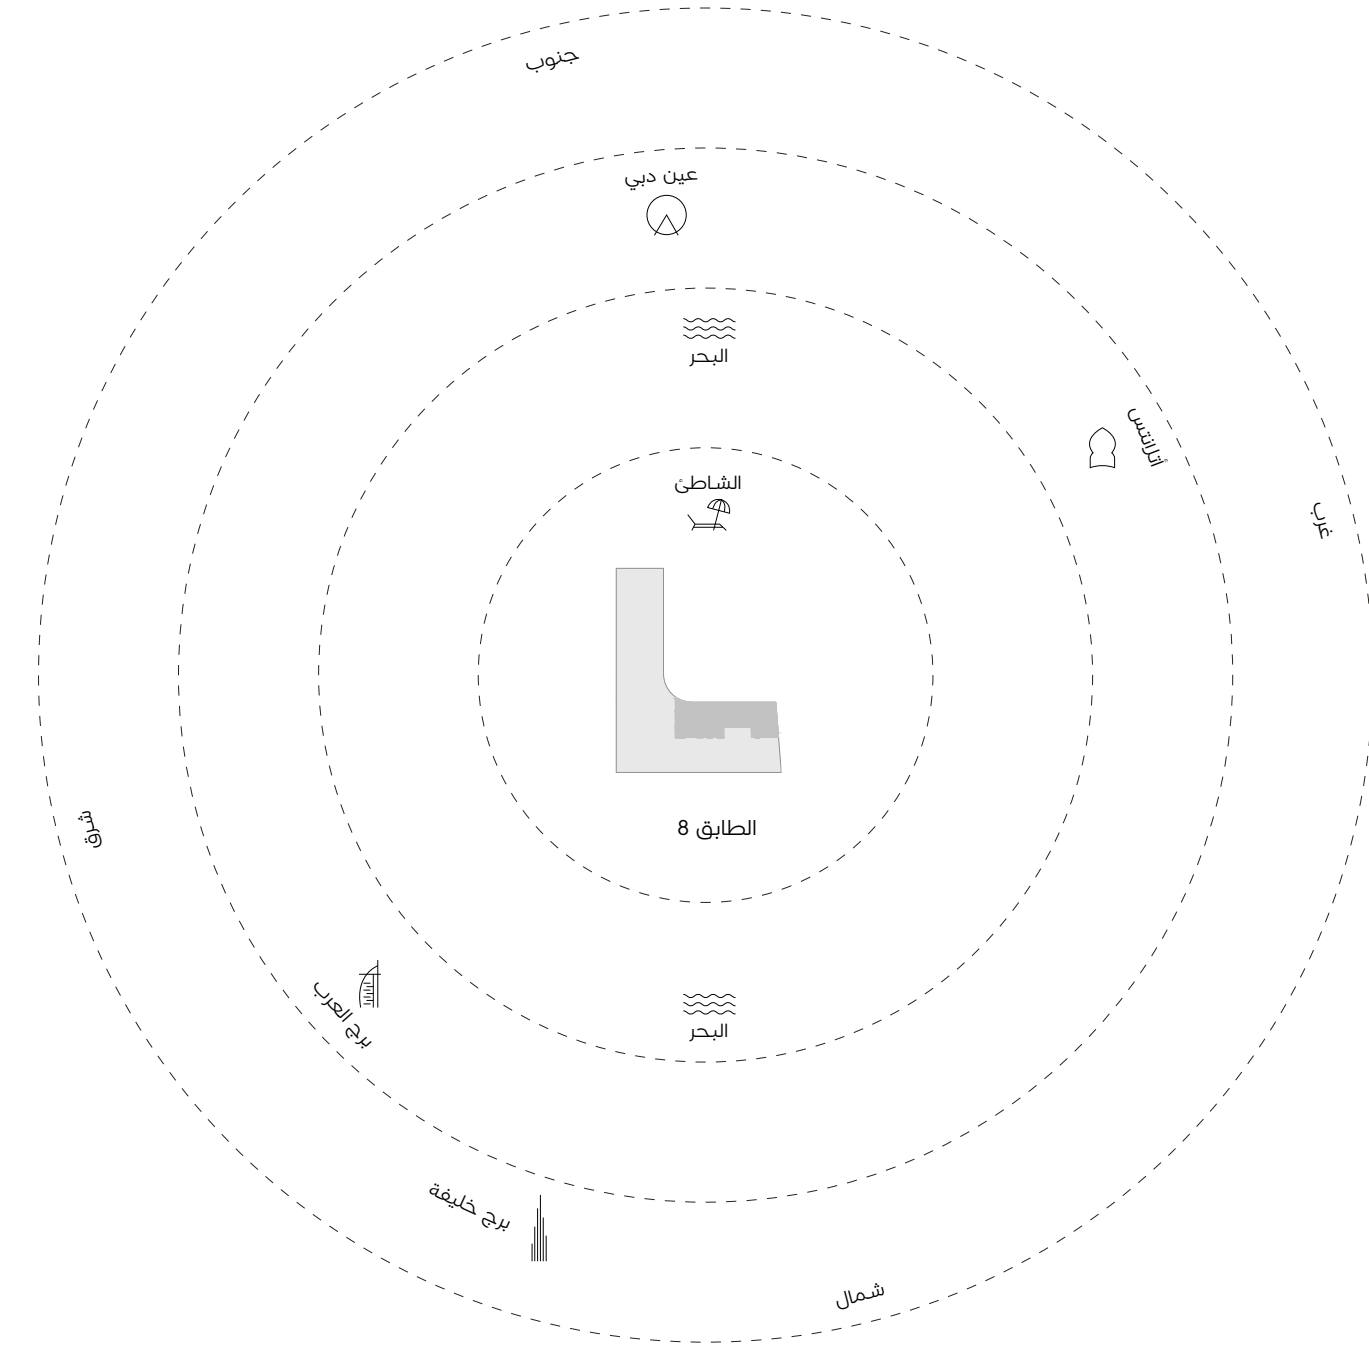 جنوب
عين دبي
البحر
أتلانتس
الشاطئ
غرب
شرق
الطابق 8
برج العرب
البحر
برج خليفة
شمال